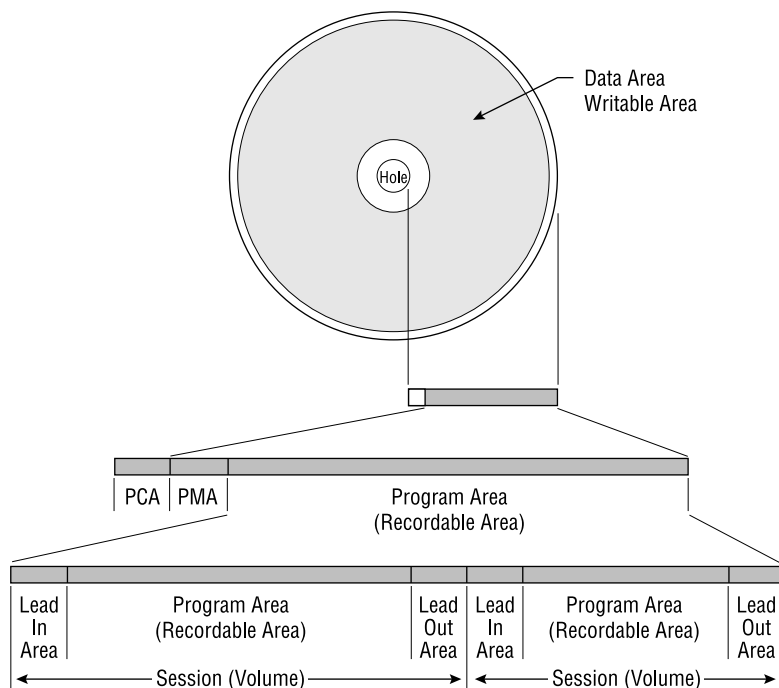 Data Area
Writable Area
Hole
PCA
PMA
Program Area
(Recordable Area)
Lead
In
Area
Program Area
(Recordable Area)
Lead
Out
Area
Lead
In
Area
Program Area
(Recordable Area)
Lead
Out
Area
Session (Volume)
Session (Volume)